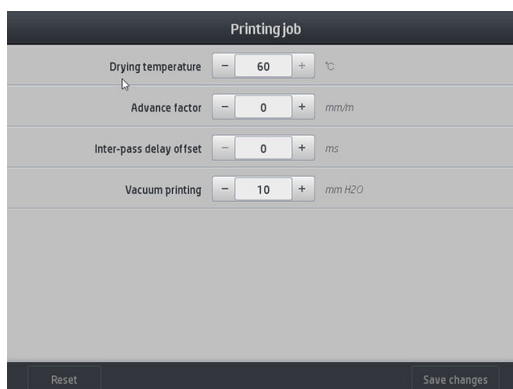 Printing job
Drying temperature − 60 + °C
Advance factor − 0 + mm/m
Inter-pass delay offset − 0 + ms
Vacuum printing − 10 + mm H2O
Reset Save changes